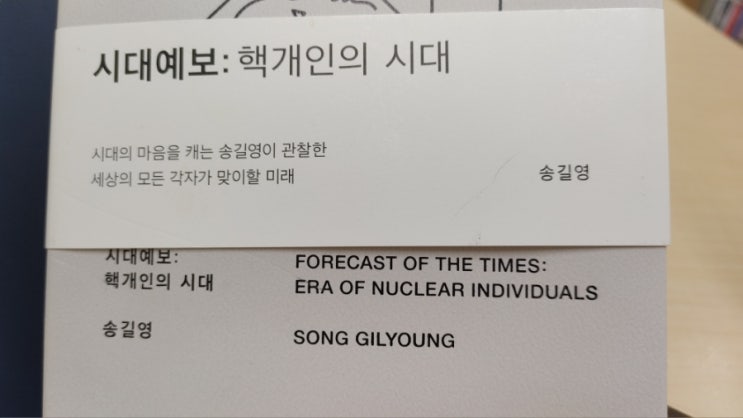 시대예보: 핵개인의 시대
시대의 마음을 캐는 송길영이 관찰한
세상의 모든 각자가 맞이할 미래
송길영
시대예보:
핵개인의 시대
송길영
FORECAST OF THE TIMES:
ERA OF NUCLEAR INDIVIDUALS
SONG GILYOUNG